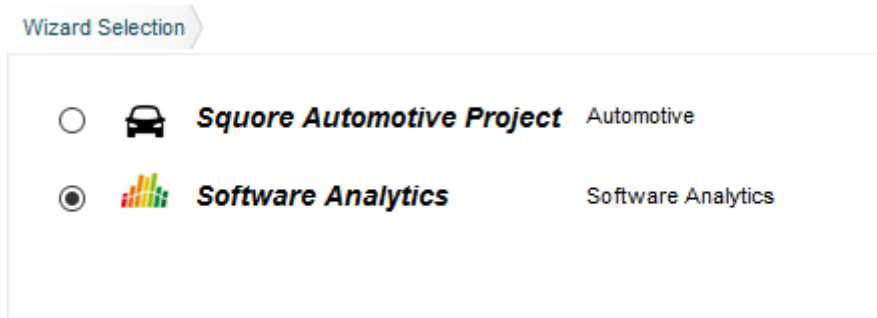 Wizard Selection
Squore Automotive Project Automotive
Software Analytics Software Analytics